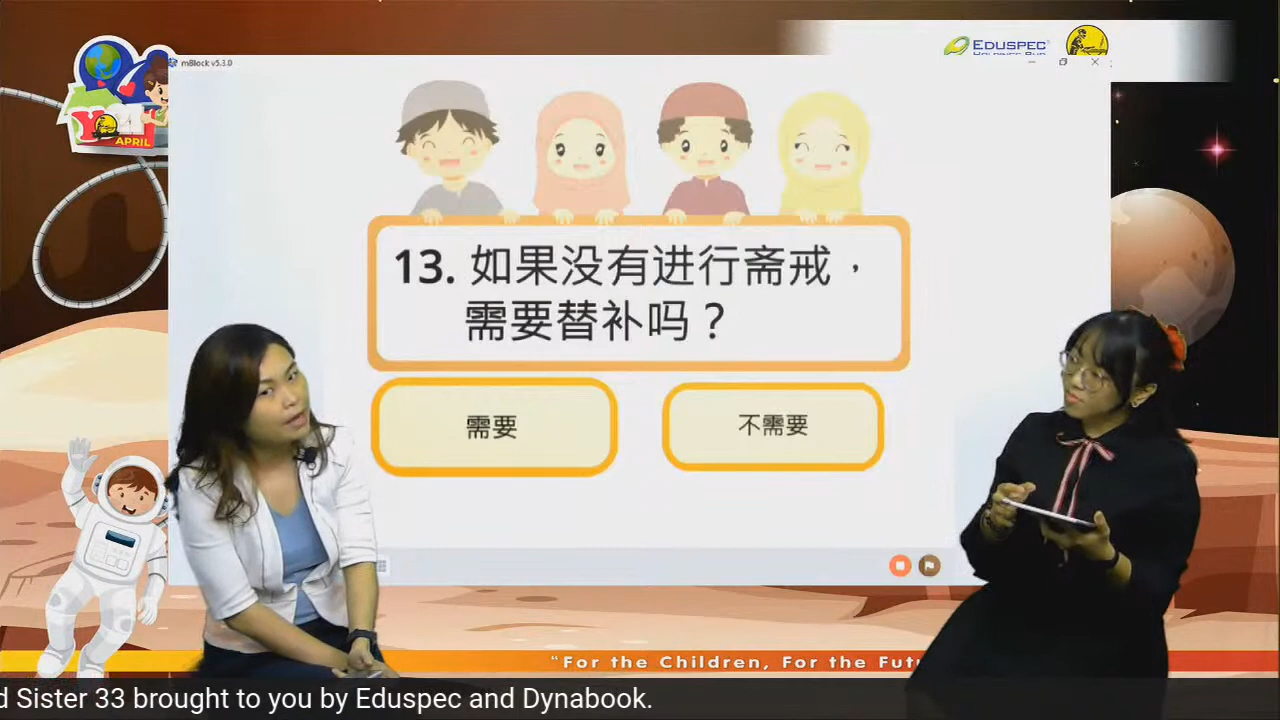 EDUSPEC
mBlock v5.3.0
APRIL
13. 如果没有进行斋戒，
需要替补吗？
需要
不需要
"For the Children, For the Fut
d Sister 33 brought to you by Eduspec and Dynabook.